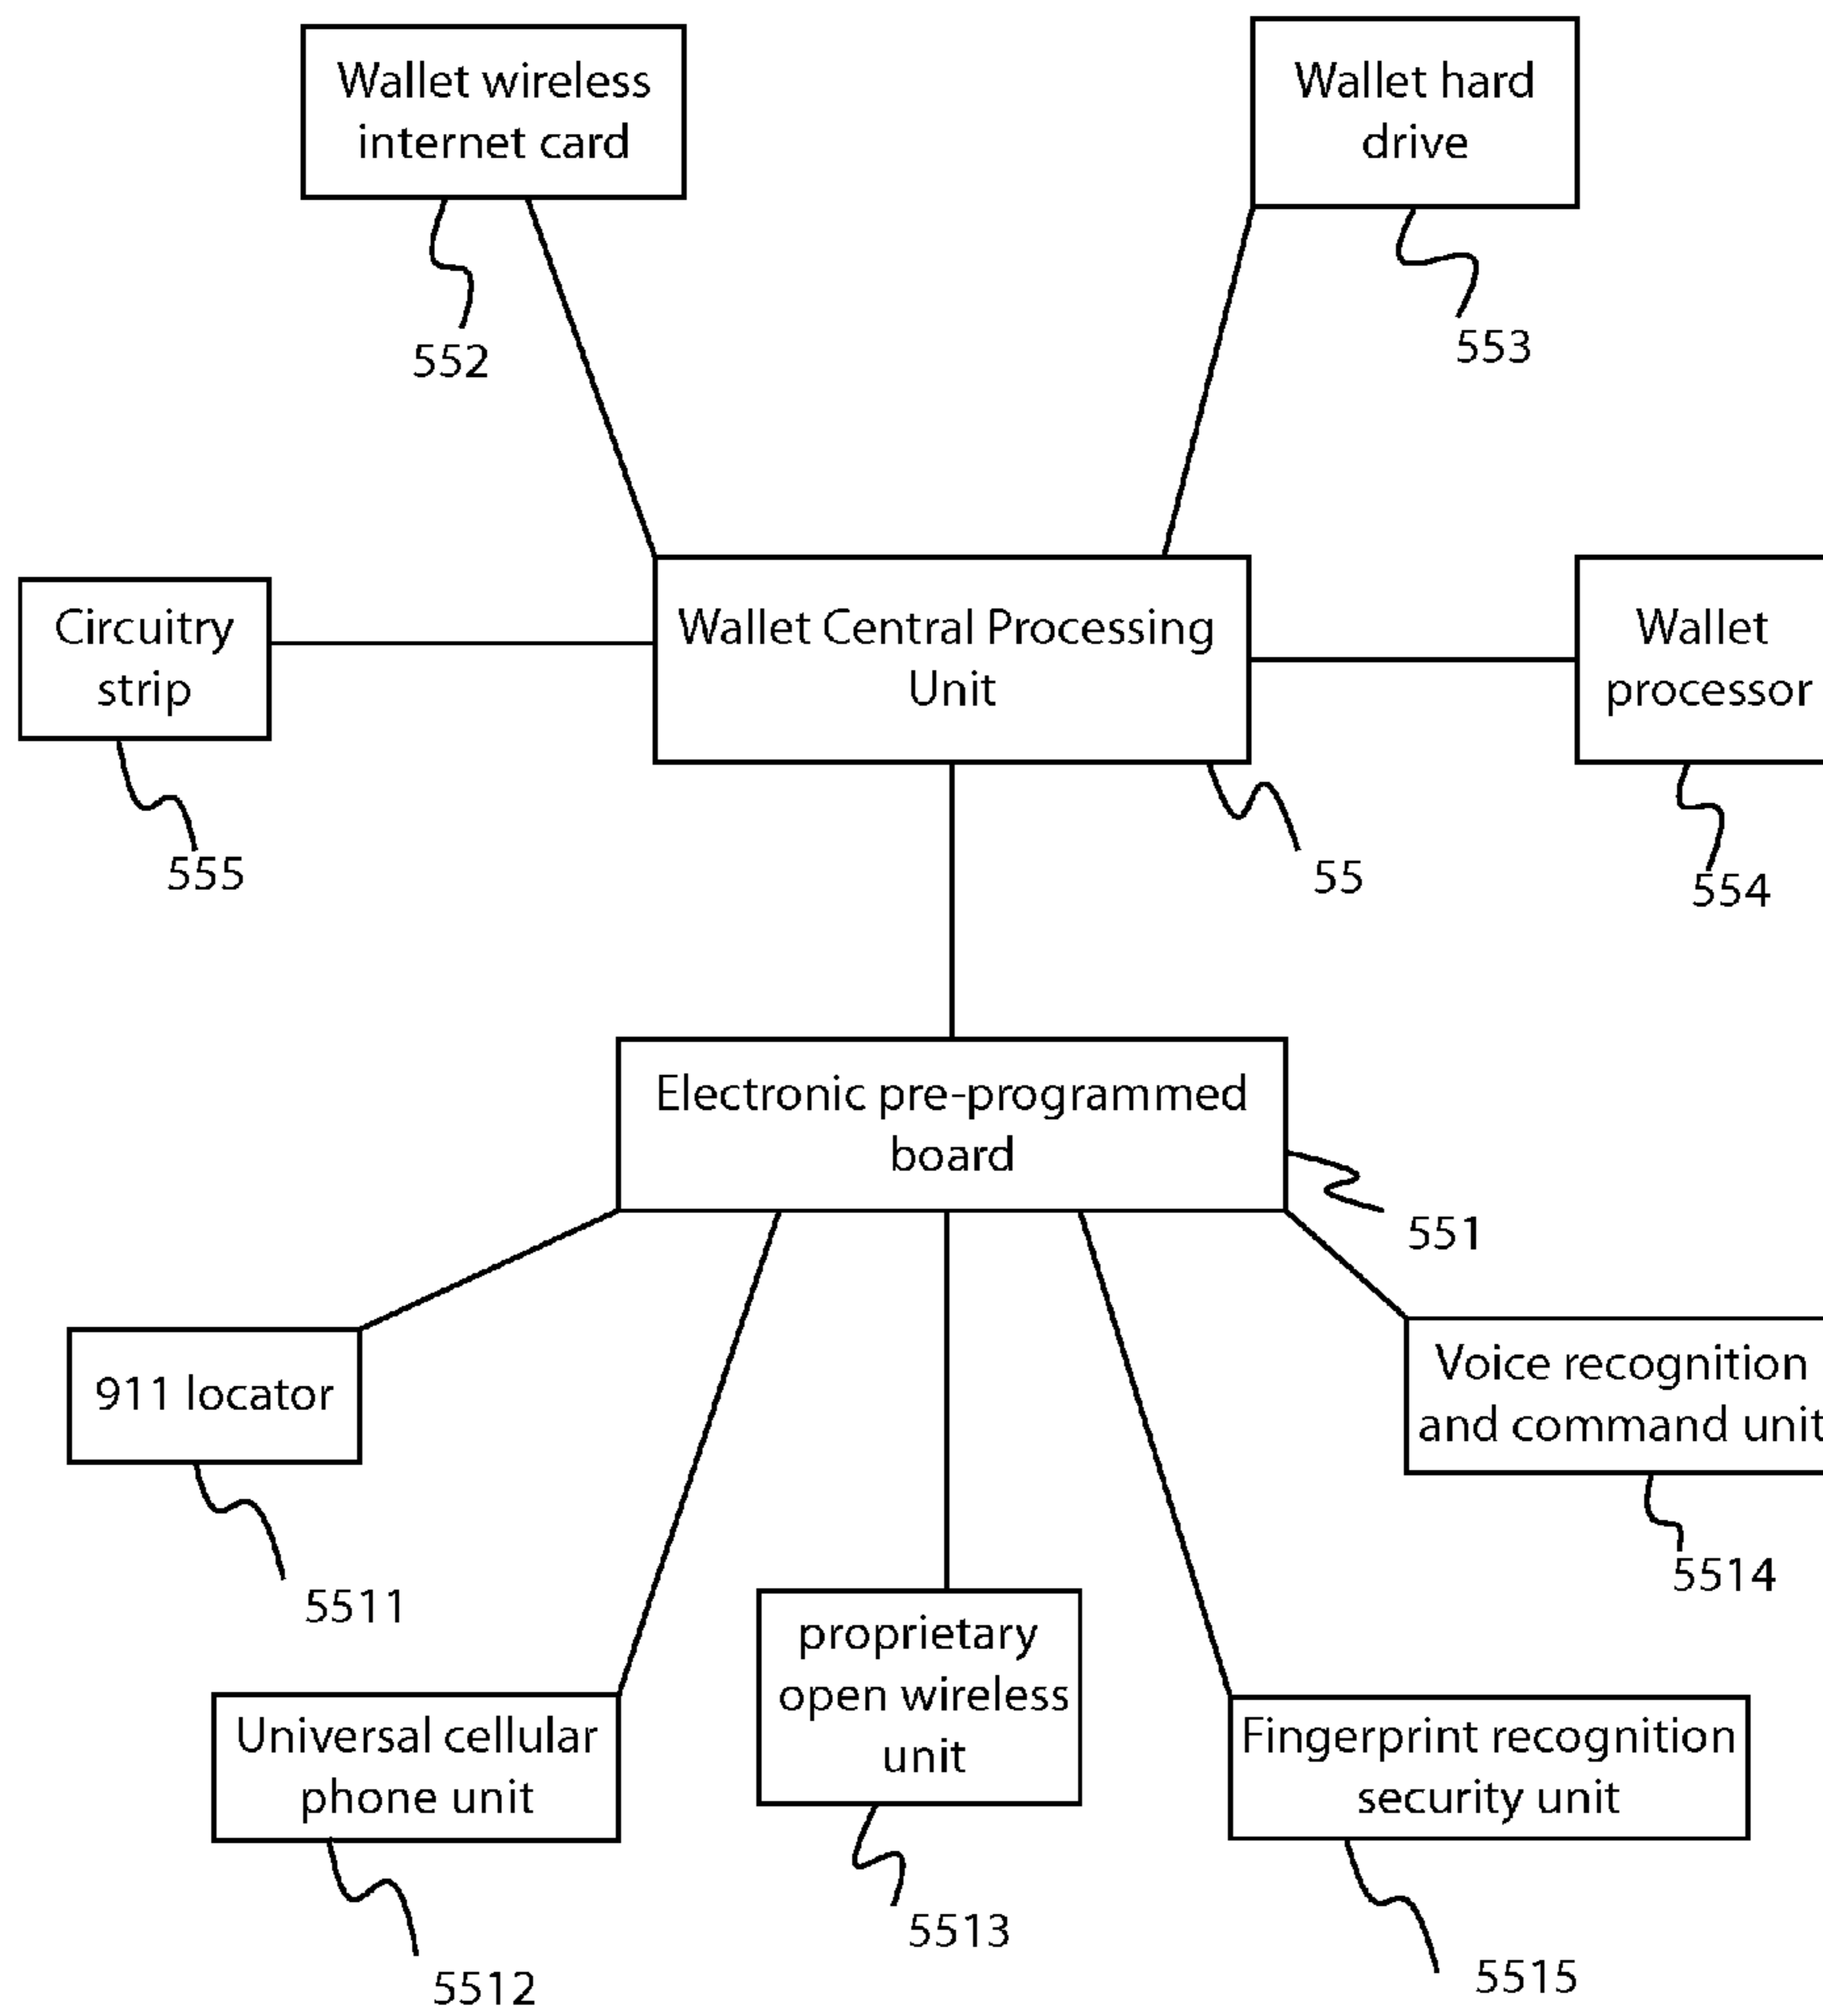 Wallet wireless
internet card
Wallet hard
drive
552
553
Circuitry
strip
Wallet Central Processing
Unit
Wallet
processor
555
55
554
Electronic pre-programmed
board
551
911 locator
Voice recognition
and command unit
5511
5514
proprietary
open wireless
unit
Universal cellular
phone unit
Fingerprint recognition
security unit
5513
5512
5515